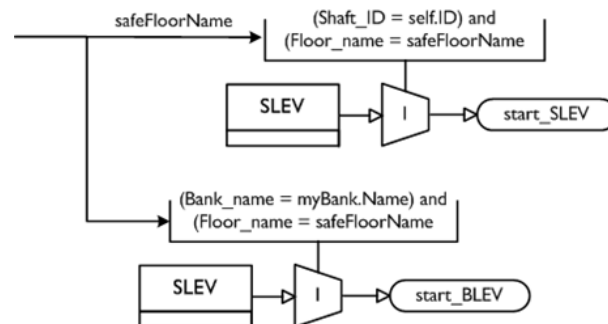 safeFloorName
(Shaft_ID = self.ID) and
(Floor_name = safeFloorName
SLEV
I
start_SLEV
(Bank_name = myBank.Name) and
(Floor_name = safeFloorName
SLEV
I
start_BLEV